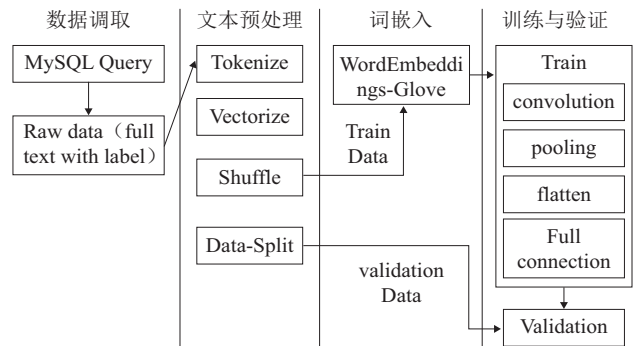 数据调取
文本预处理
词嵌入
训练与验证
MySQL Query
Raw data（full
text with label）
Tokenize
Vectorize
Shuffle
Data-Split
WordEmbeddi
ngs-Glove
Train
Data
validation
Data
Train
convolution
pooling
flatten
Full
connection
Validation